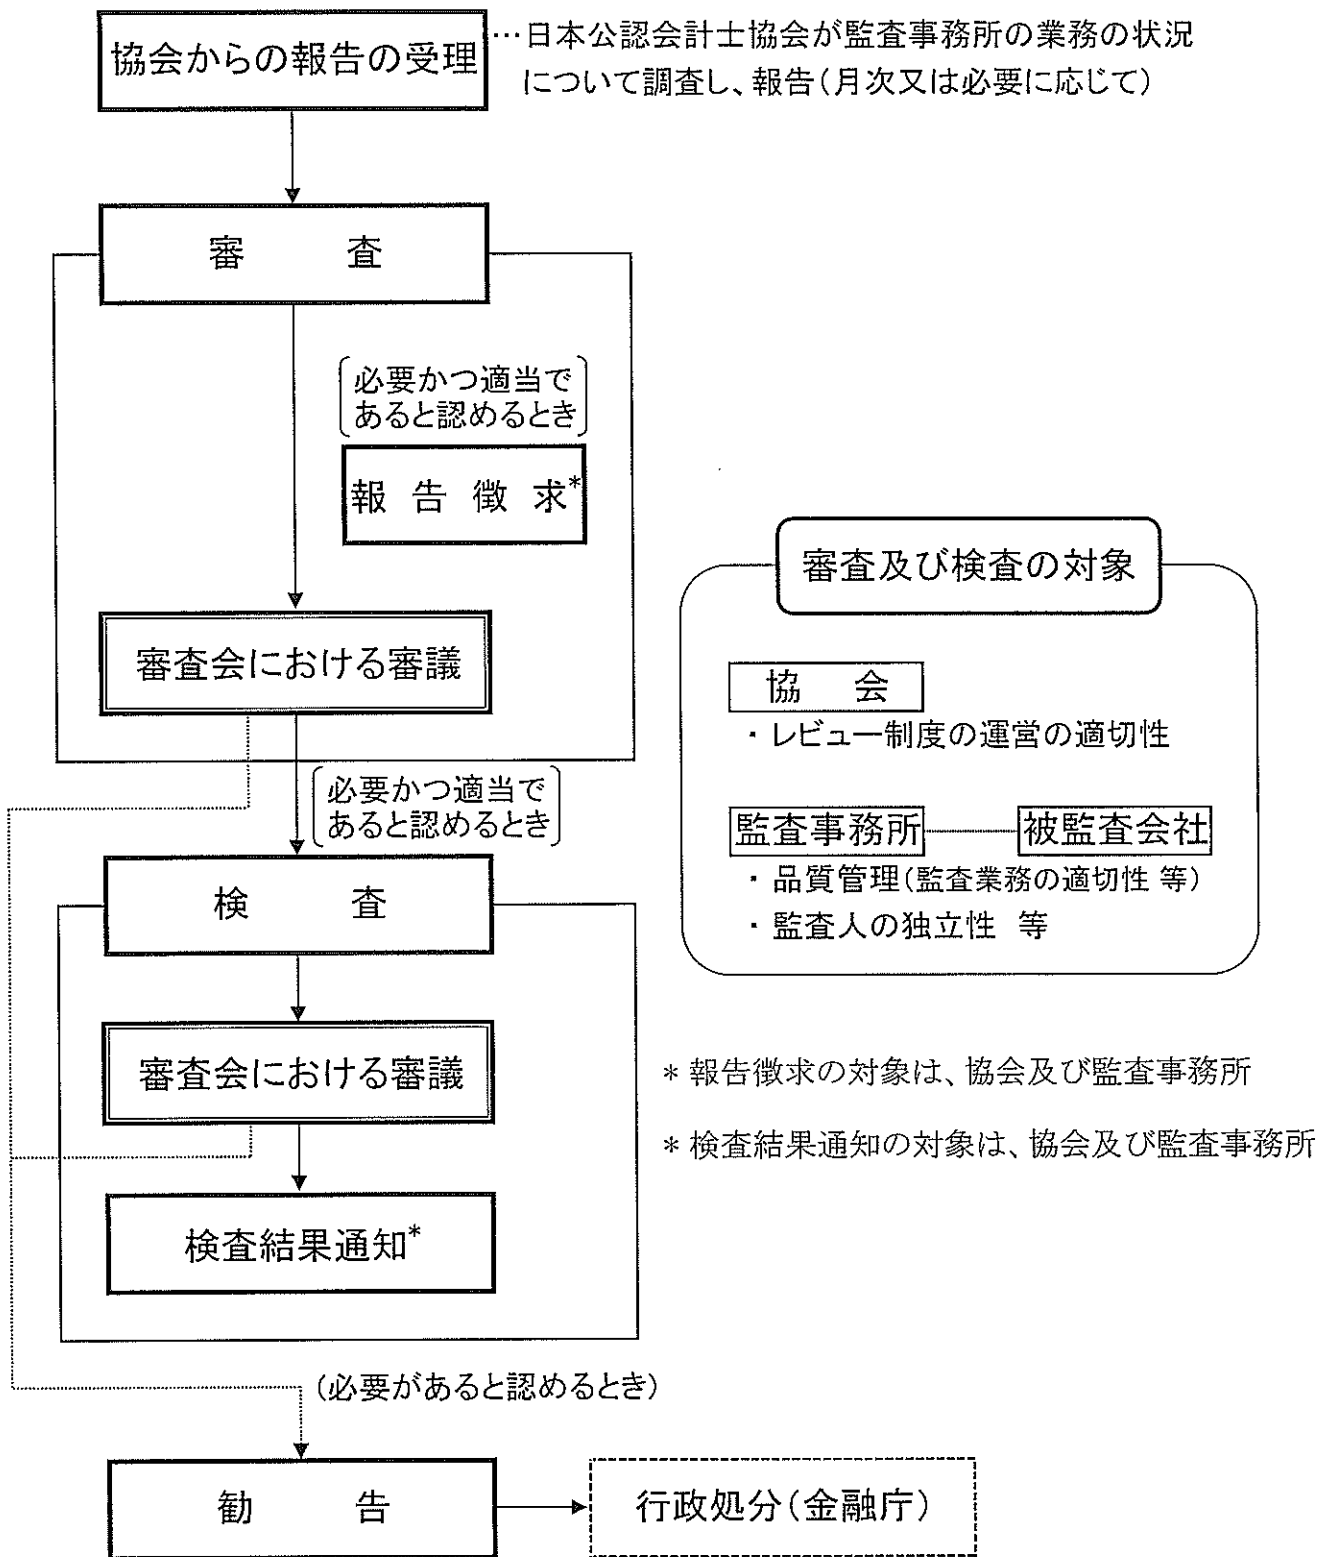 協会からの報告の受理
…日本公認会計士協会が監査事務所の業務の状況
について調査し、報告(月次又は必要に応じて)
審 査
必要かつ適当で
あると認めるとき
報 告 徴 求*
審査会における審議
必要かつ適当で
あると認めるとき
検 査
審査会における審議
検査結果通知*
(必要があると認めるとき)
勧 告
行政処分(金融庁)
審査及び検査の対象
協 会
・レビュー制度の運営の適切性
監査事務所
被監査会社
・品質管理(監査業務の適切性 等)
・監査人の独立性 等
* 報告徴求の対象は、協会及び監査事務所
* 検査結果通知の対象は、協会及び監査事務所